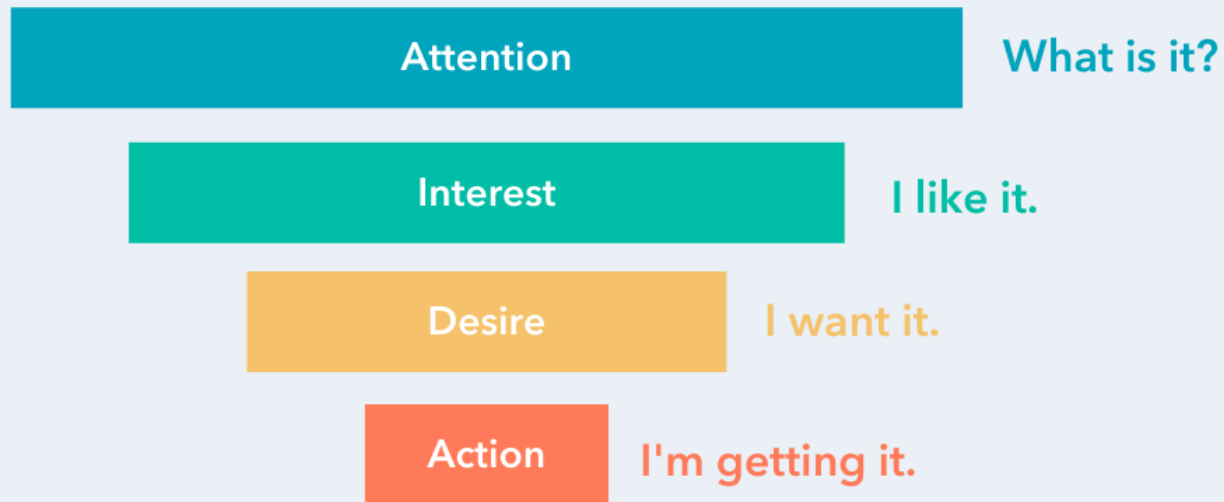 Attention What is it?
Interest I like it.
Desire I want it.
Action I'm getting it.